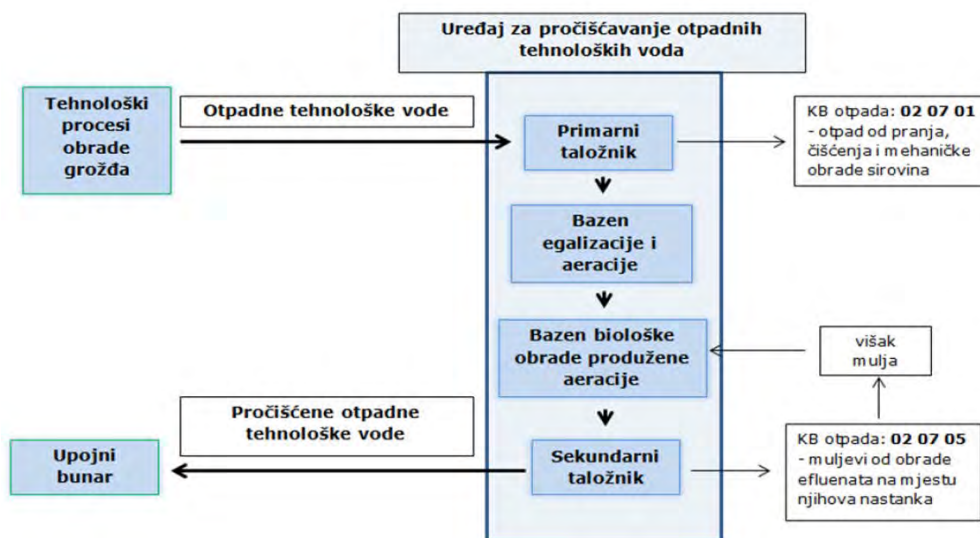 Uređaj za pročišćavanje otpadnih
tehnoloških voda
Tehnološki
procesi
obrade
grožđa
Otpadne tehnološke vode
Primarni
taložnik
KB otpada: 02 07 01
- otpad od pranja,
čišćenja i mehaničke
obrade sirovina
Bazen
egalizacije i
aeracije
Bazen biološke
obrade produžene
aeracije
višak
mulja
Pročišćene otpadne
tehnološke vode
Upojni
bunar
Sekundarni
taložnik
KB otpada: 02 07 05
- muljevi od obrade
efluenata na mjestu
njihova nastanka